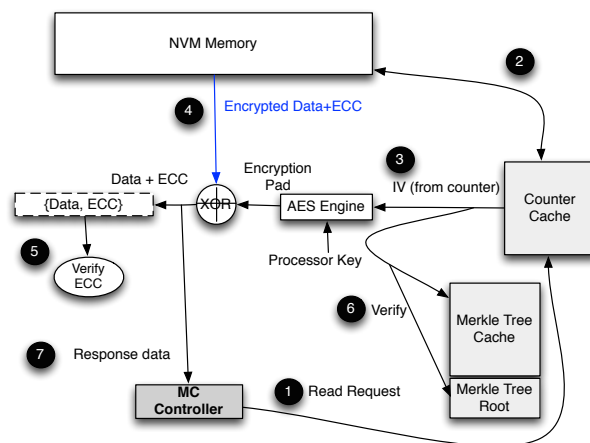 NVM Memory
2
4
Encrypted Data+ECC
3
Data + ECC
Encryption
Pad
IV (from counter)
{Data, ECC}
XOR
AES Engine
Counter
Cache
5
Verify
ECC
Processor Key
6
Verify
Merkle Tree
Cache
7
Response data
1
Read Request
MC
Controller
Merkle Tree
Root